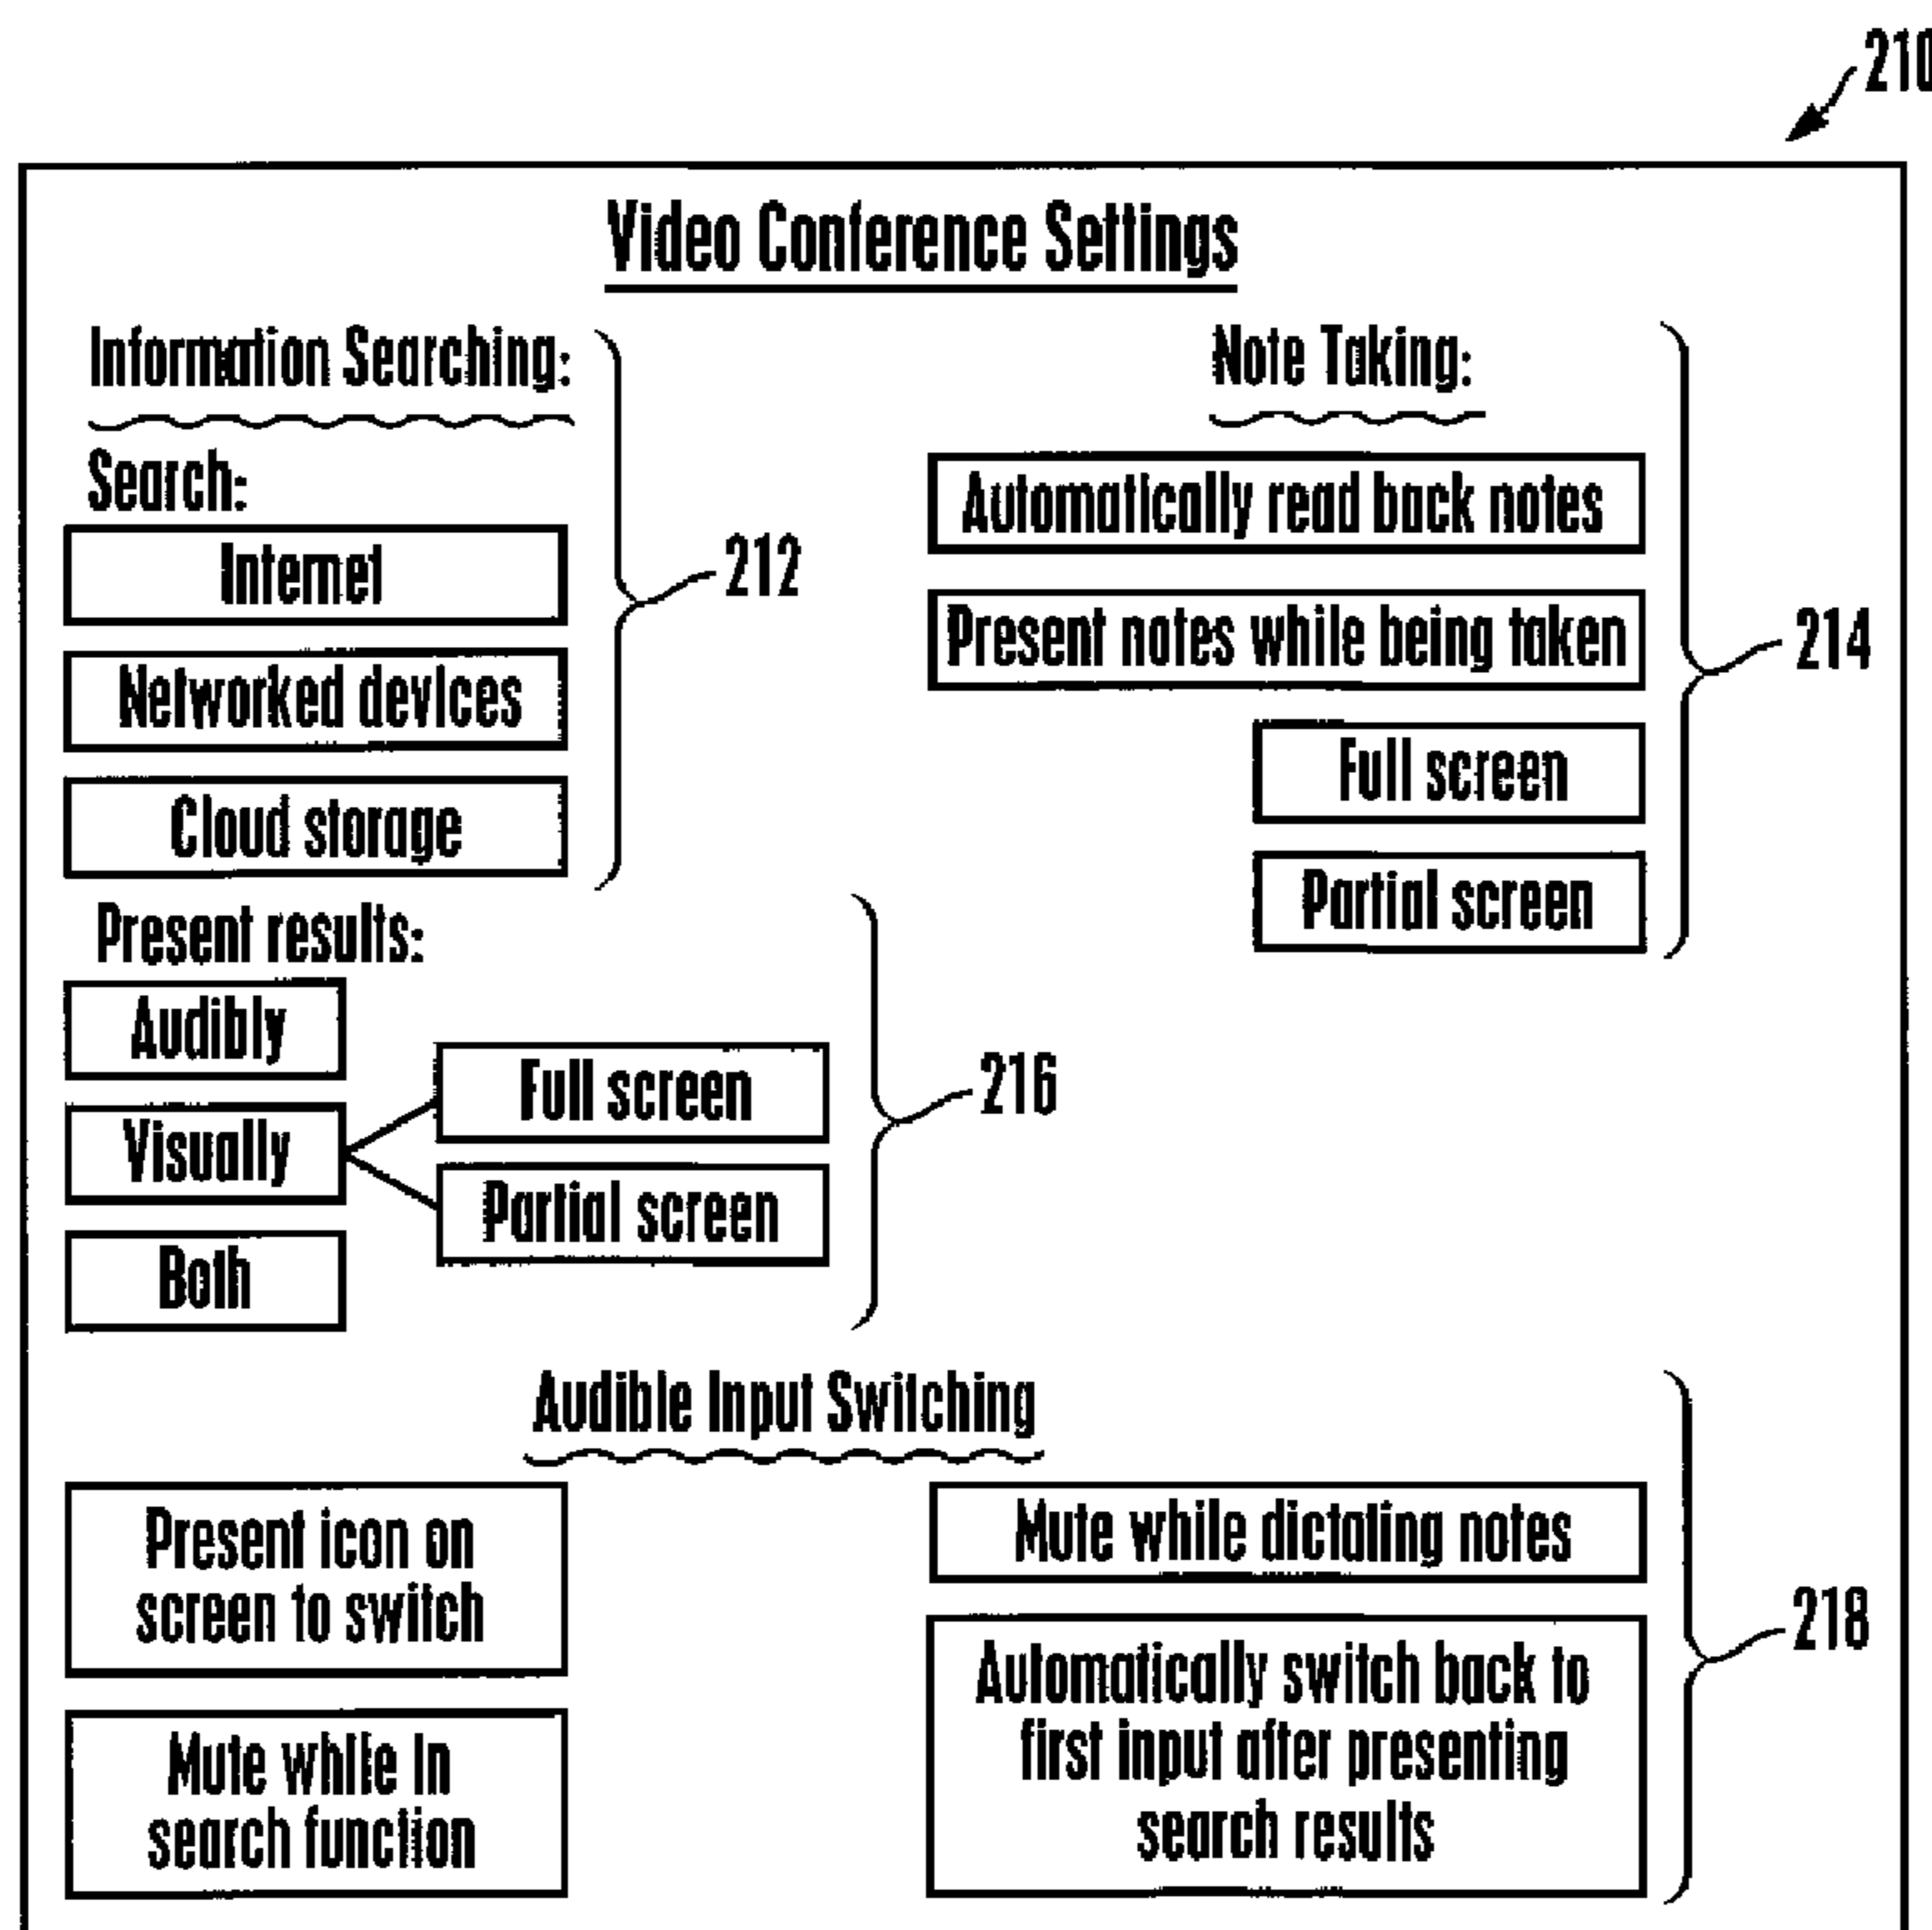 210
Video Conference Settings
Information Searching:
Search:
Internet
Networked devices
Cloud storage
212
Note Taking:
Automatically read back notes
Present notes while being taken
Full screen
Partial screen
214
Present results:
Audibly
Visually
Both
Full screen
Partial screen
216
Audible Input Switching
Present icon on
screen to switch
Mute while in
search function
Mute while dictating notes
Automatically switch back to
first input after presenting
search results
218